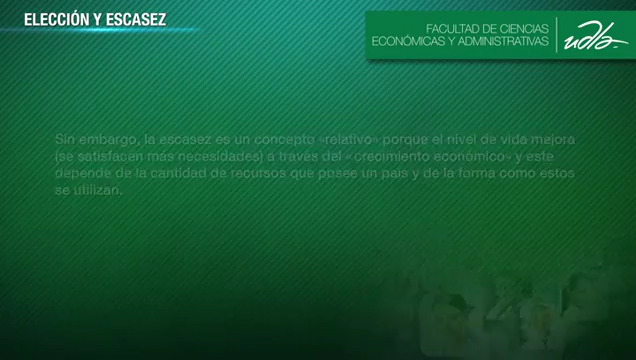 ELECCIÓN Y ESCASEZ
FACULTAD DE CIENCIAS
ECONÓMICAS Y ADMINISTRATIVAS
udla-
Sin embargo, la escasez es un concepto «relativo» porque el nivel de vida mejora
(se satisfacen más necesidades) a través del «crecimiento económico» y este
depende de la cantidad de recursos que posee un país y de la forma como estos
se utilizan.